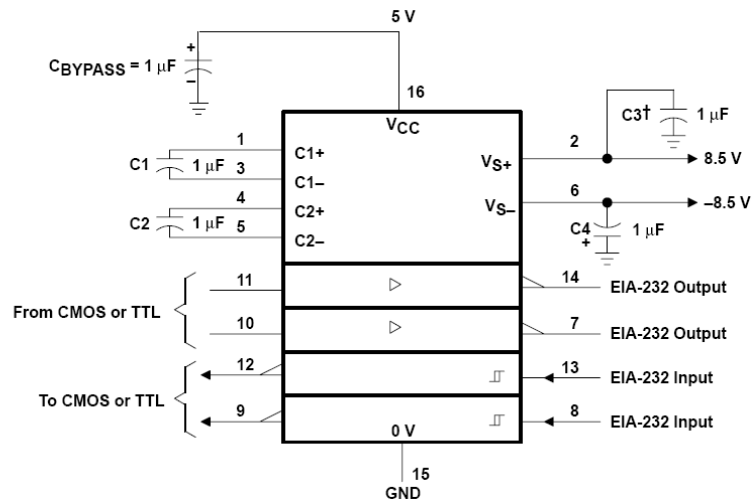 5 V
CBYPASS = 1 μF
+
–
16
VCC
C3†
1 μF
1
C1+
C1
1 μF
3
C1–
2
VS+
8.5 V
4
C2+
C2
1 μF
5
C2–
6
VS–
–8.5 V
C4
+
1 μF
11
14
EIA-232 Output
From CMOS or TTL
10
7
EIA-232 Output
12
13
EIA-232 Input
To CMOS or TTL
9
8
EIA-232 Input
0 V
15
GND